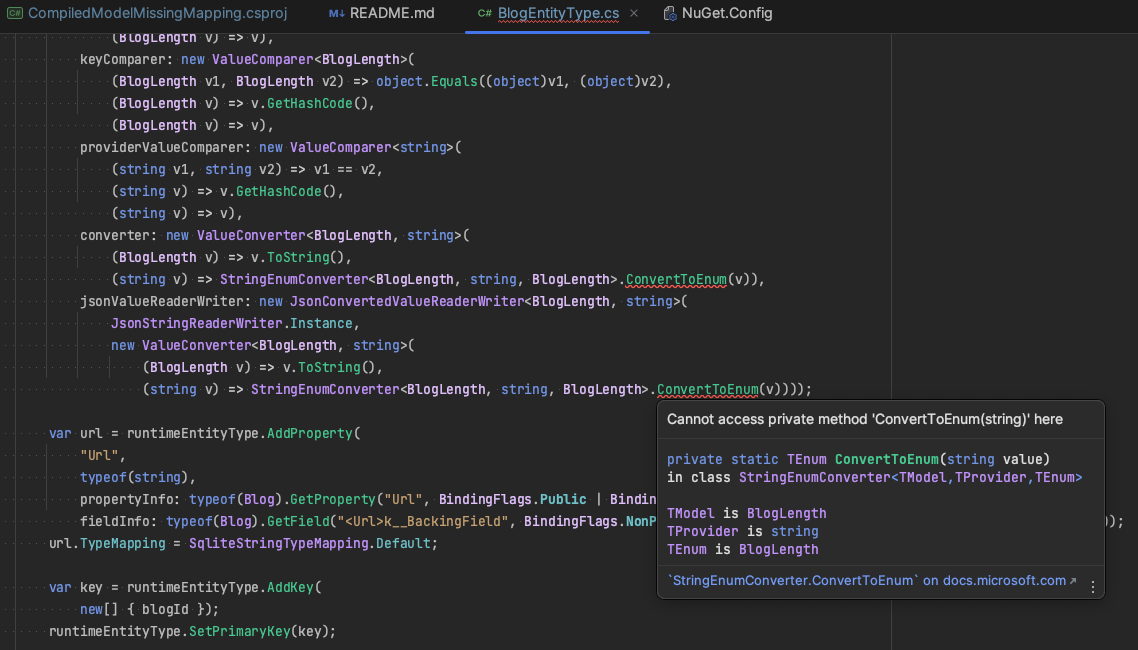 C# CompiledModelMissingMapping.csproj
M↓ README.md
C# BlogEntityType.cs ×
NuGet.Config
(BlogLength v) => v),
keyComparer: new ValueComparer<BlogLength>(
(BlogLength v1, BlogLength v2) => object.Equals((object)v1, (object)v2),
(BlogLength v) => v.GetHashCode(),
(BlogLength v) => v),
providerValueComparer: new ValueComparer<string>(
(string v1, string v2) => v1 == v2,
(string v) => v.GetHashCode(),
(string v) => v),
converter: new ValueConverter<BlogLength, string>(
(BlogLength v) => v.ToString(),
(string v) => StringEnumConverter<BlogLength, string, BlogLength>.ConvertToEnum(v)),
jsonValueReaderWriter: new JsonConvertedValueReaderWriter<BlogLength, string>(
JsonStringReaderWriter.Instance,
new ValueConverter<BlogLength, string>(
(BlogLength v) => v.ToString(),
(string v) => StringEnumConverter<BlogLength, string, BlogLength>.ConvertToEnum(v))));
var url = runtimeEntityType.AddProperty(
"Url",
typeof(string),
propertyInfo: typeof(Blog).GetProperty("Url", BindingFlags.Public | Bindin
fieldInfo: typeof(Blog).GetField("<Url>k__BackingField", BindingFlags.NonP
));
url.TypeMapping = SqliteStringTypeMapping.Default;
var key = runtimeEntityType.AddKey(
new[] { blogId });
runtimeEntityType.SetPrimaryKey(key);
Cannot access private method 'ConvertToEnum(string)' here
private static TEnum ConvertToEnum(string value)
in class StringEnumConverter<TModel,TProvider,TEnum>
TModel is BlogLength
TProvider is string
TEnum is BlogLength
`StringEnumConverter.ConvertToEnum` on docs.microsoft.com↗